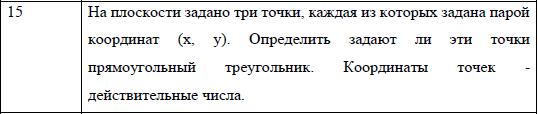 15 На плоскости задано три точки, каждая из которых задана парой
координат (x, y). Определить задают ли эти точки
прямоугольный треугольник. Координаты точек -
действительные числа.